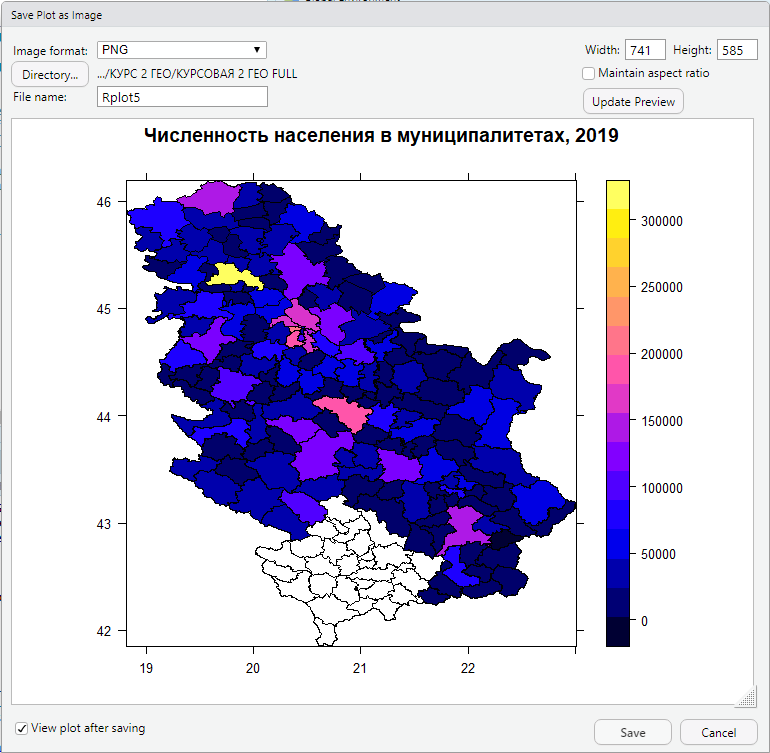 Save Plot as Image
Image format: PNG
Width: 741 Height: 585
Directory... .../КУРС 2 ГЕО/КУРСОВАЯ 2 ГЕО FULL
Maintain aspect ratio
File name: Rplot5
Update Preview
Численность населения в муниципалитетах, 2019
46
45
44
43
42
19 20 21 22
300000
250000
200000
150000
100000
50000
0
View plot after saving
Save Cancel